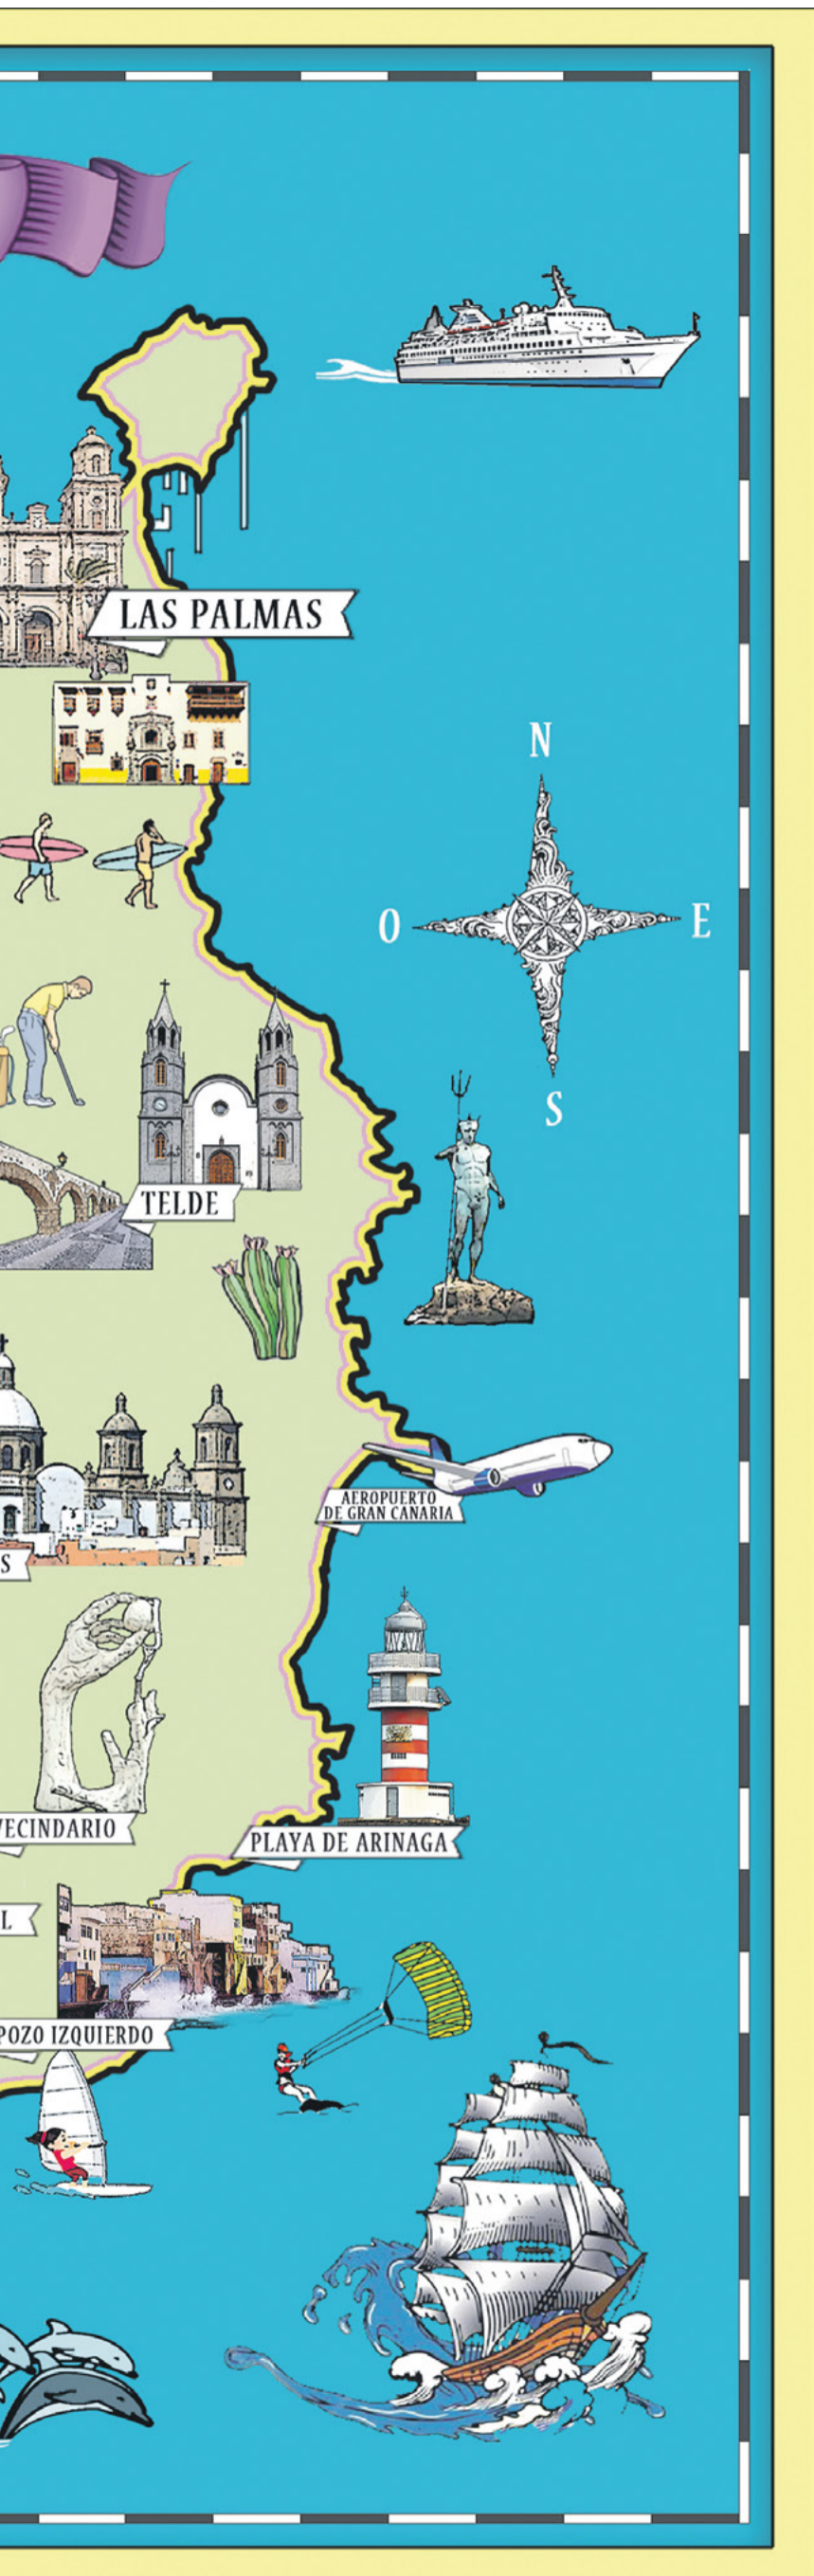 LAS PALMAS
N
O
E
S
TELDE
AEROPUERTO
DE GRAN CANARIA
S
VECINDARIO
PLAYA DE ARINAGA
L
POZO IZQUIERDO